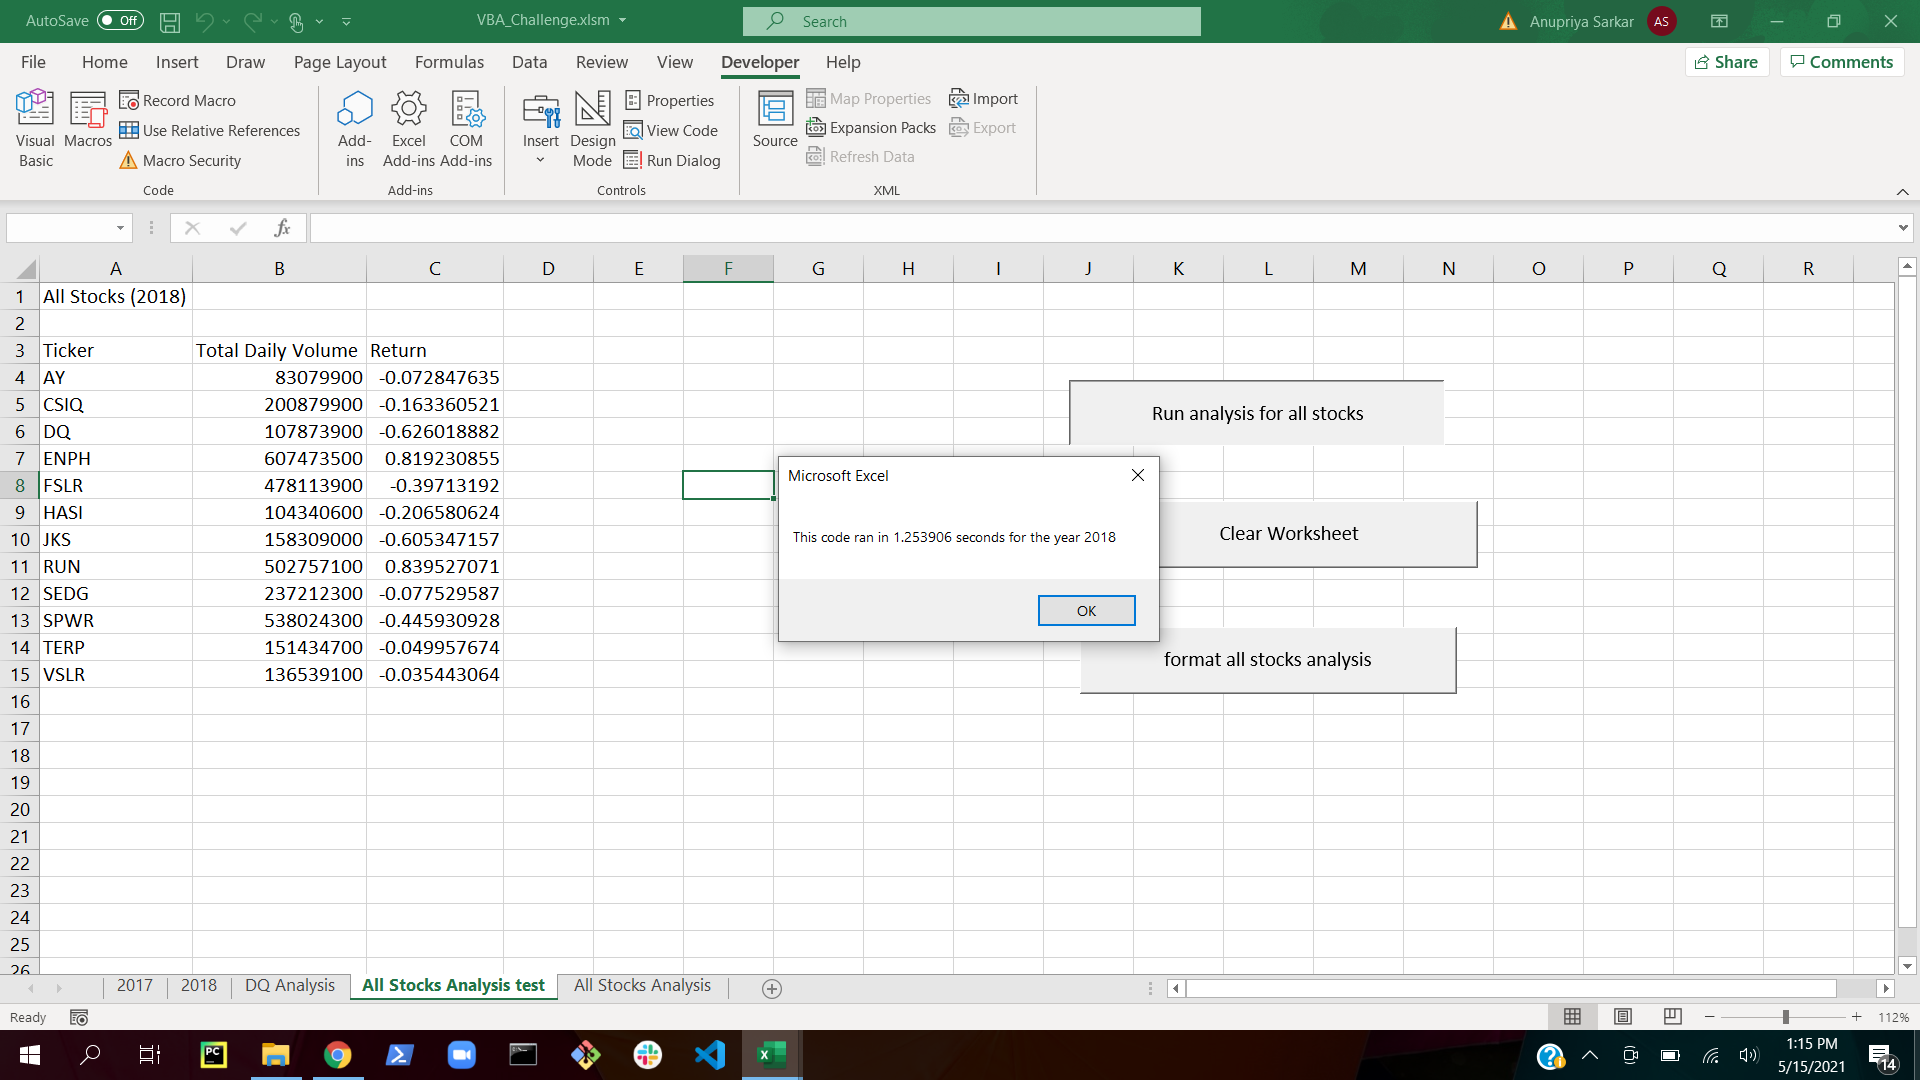 AutoSave Off VBA_Challenge.xlsm Search Anupriya Sarkar AS
File Home Insert Draw Page Layout Formulas Data Review View Developer Help Share Comments
Visual Basic
Macros
Record Macro
Use Relative References
Macro Security
Code
Add-ins
Excel Add-ins
COM Add-ins
Add-ins
Insert
Design Mode
Properties
View Code
Run Dialog
Controls
Source
Map Properties
Expansion Packs
Refresh Data
Import
Export
XML
fx
A B C D E F G H I J K L M N O P Q R
1 All Stocks (2018)
2
3 Ticker Total Daily Volume Return
4 AY 83079900 -0.072847635
5 CSIQ 200879900 -0.163360521
6 DQ 107873900 -0.626018882
7 ENPH 607473500 0.819230855
8 FSLR 478113900 -0.39713192
9 HASI 104340600 -0.206580624
10 JKS 158309000 -0.605347157
11 RUN 502757100 0.839527071
12 SEDG 237212300 -0.077529587
13 SPWR 538024300 -0.445930928
14 TERP 151434700 -0.049957674
15 VSLR 136539100 -0.035443064
16
17
18
19
20
21
22
23
24
25
26
Run analysis for all stocks
Microsoft Excel
This code ran in 1.253906 seconds for the year 2018
OK
Clear Worksheet
format all stocks analysis
2017 2018 DQ Analysis All Stocks Analysis test All Stocks Analysis
Ready 112%
PC
1:15 PM
5/15/2021
14